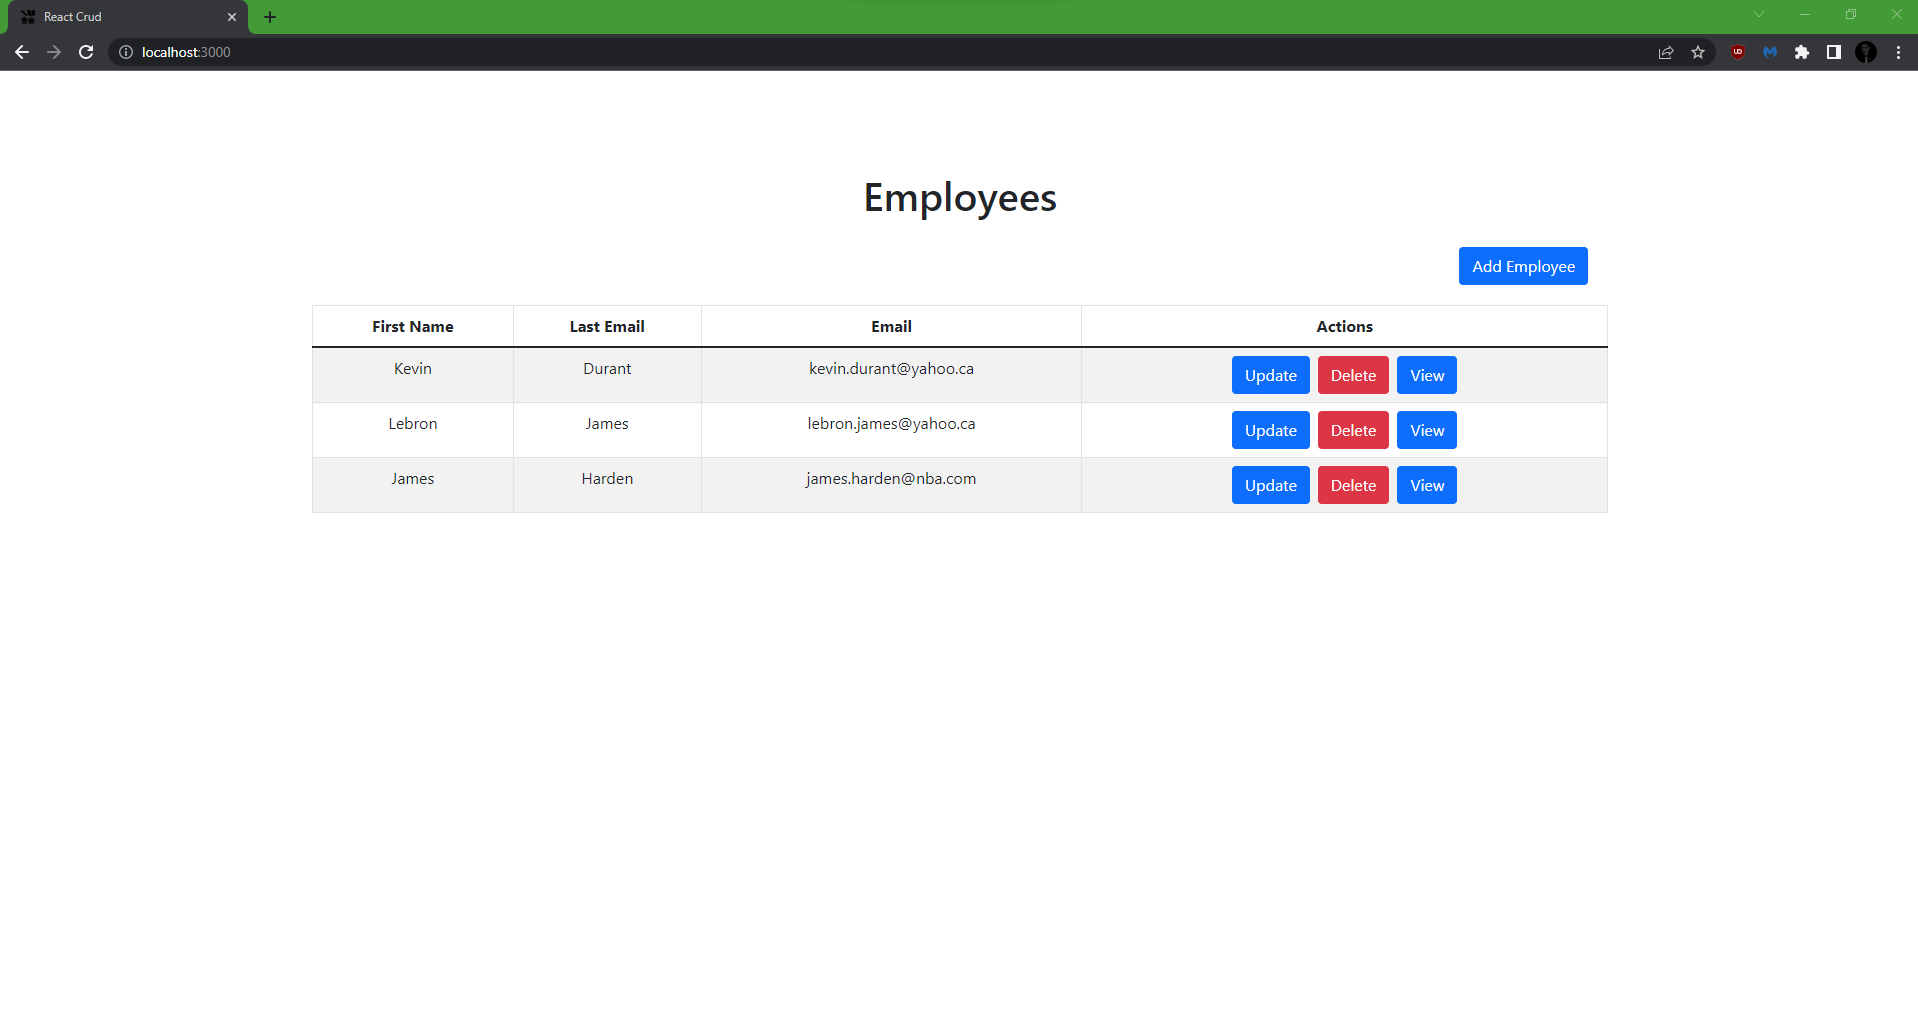 React Crud
localhost:3000
Employees
Add Employee
First Name Last Email Email Actions
Kevin Durant kevin.durant@yahoo.ca Update Delete View
Lebron James lebron.james@yahoo.ca Update Delete View
James Harden james.harden@nba.com Update Delete View